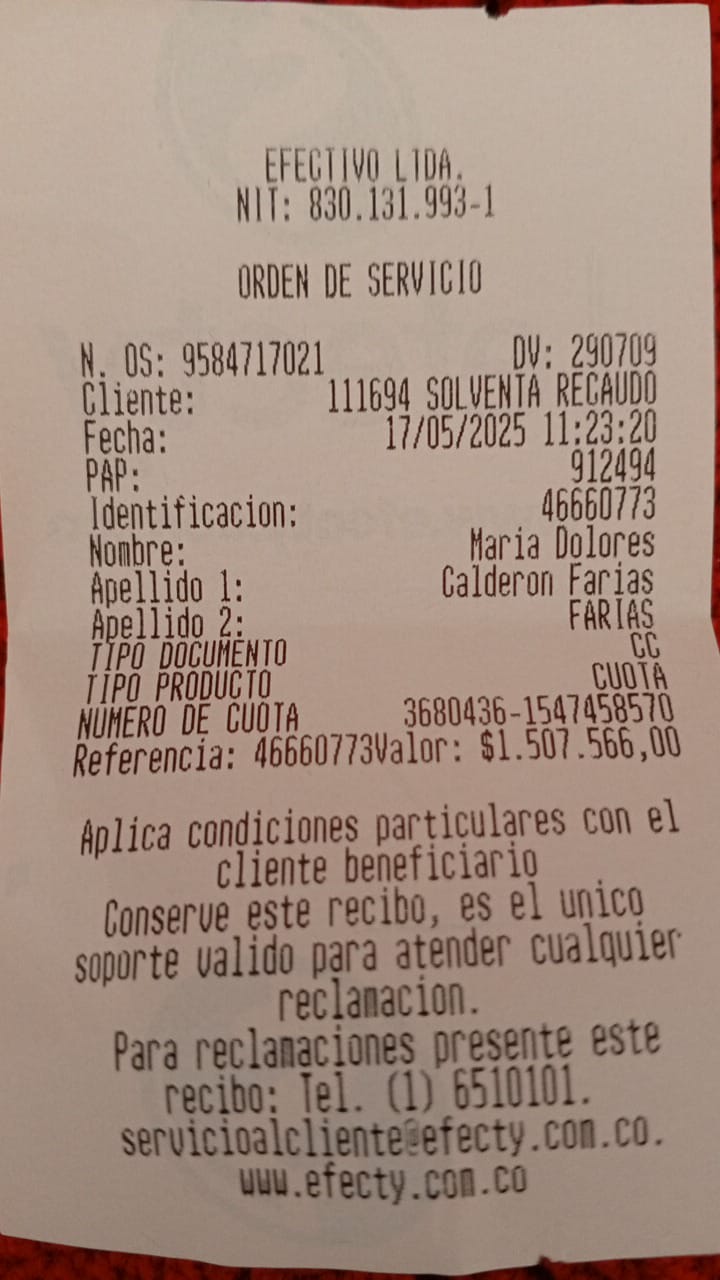 EFECTIVO LTDA.
NIT: 830.131.993-1
ORDEN DE SERVICIO
N. OS: 9584717021 DV: 290709
Cliente: 111694 SOLVENTA RECAUDO
Fecha: 17/05/2025 11:23:20
PAP: 912494
Identificacion: 46660773
Nombre: Maria Dolores
Apellido 1: Calderon Farias
Apellido 2: FARIAS
TIPO DOCUMENTO CC
TIPO PRODUCTO CUOTA
NUMERO DE CUOTA 3680436-1547458570
Referencia: 46660773Valor: $1.507.566,00
Aplica condiciones particulares con el
cliente beneficiario
Conserve este recibo, es el unico
soporte valido para atender cualquier
reclamacion.
Para reclamaciones presente este
recibo: Tel. (1) 6510101.
servicioalcliente@efecty.com.co.
www.efecty.com.co